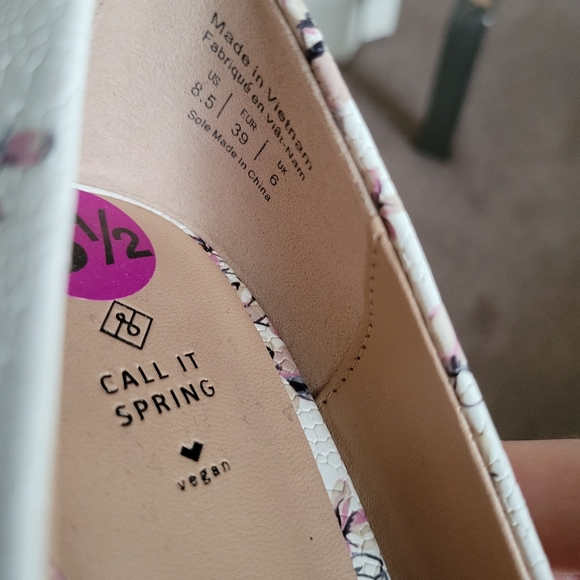 Made in Vietnam
Fabriqué en Viêt-Nam
US EUR UK
8.5 | 39 | 6
Sole Made in China
1/2
CALL IT
SPRING
vegan